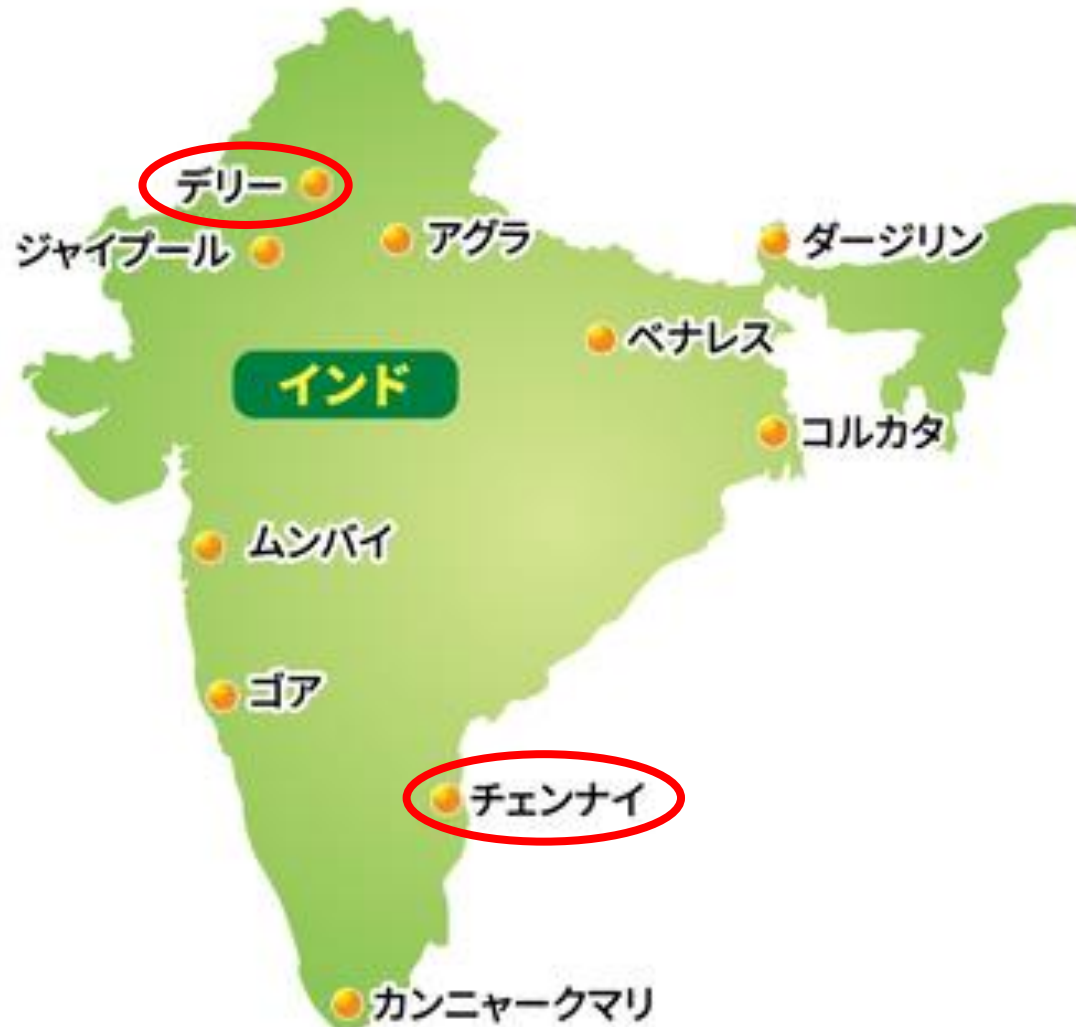 デリー
ジャイプール
アグラ
ダージリン
ベナレス
インド
コルカタ
ムンバイ
ゴア
チェンナイ
カンニャークマリ